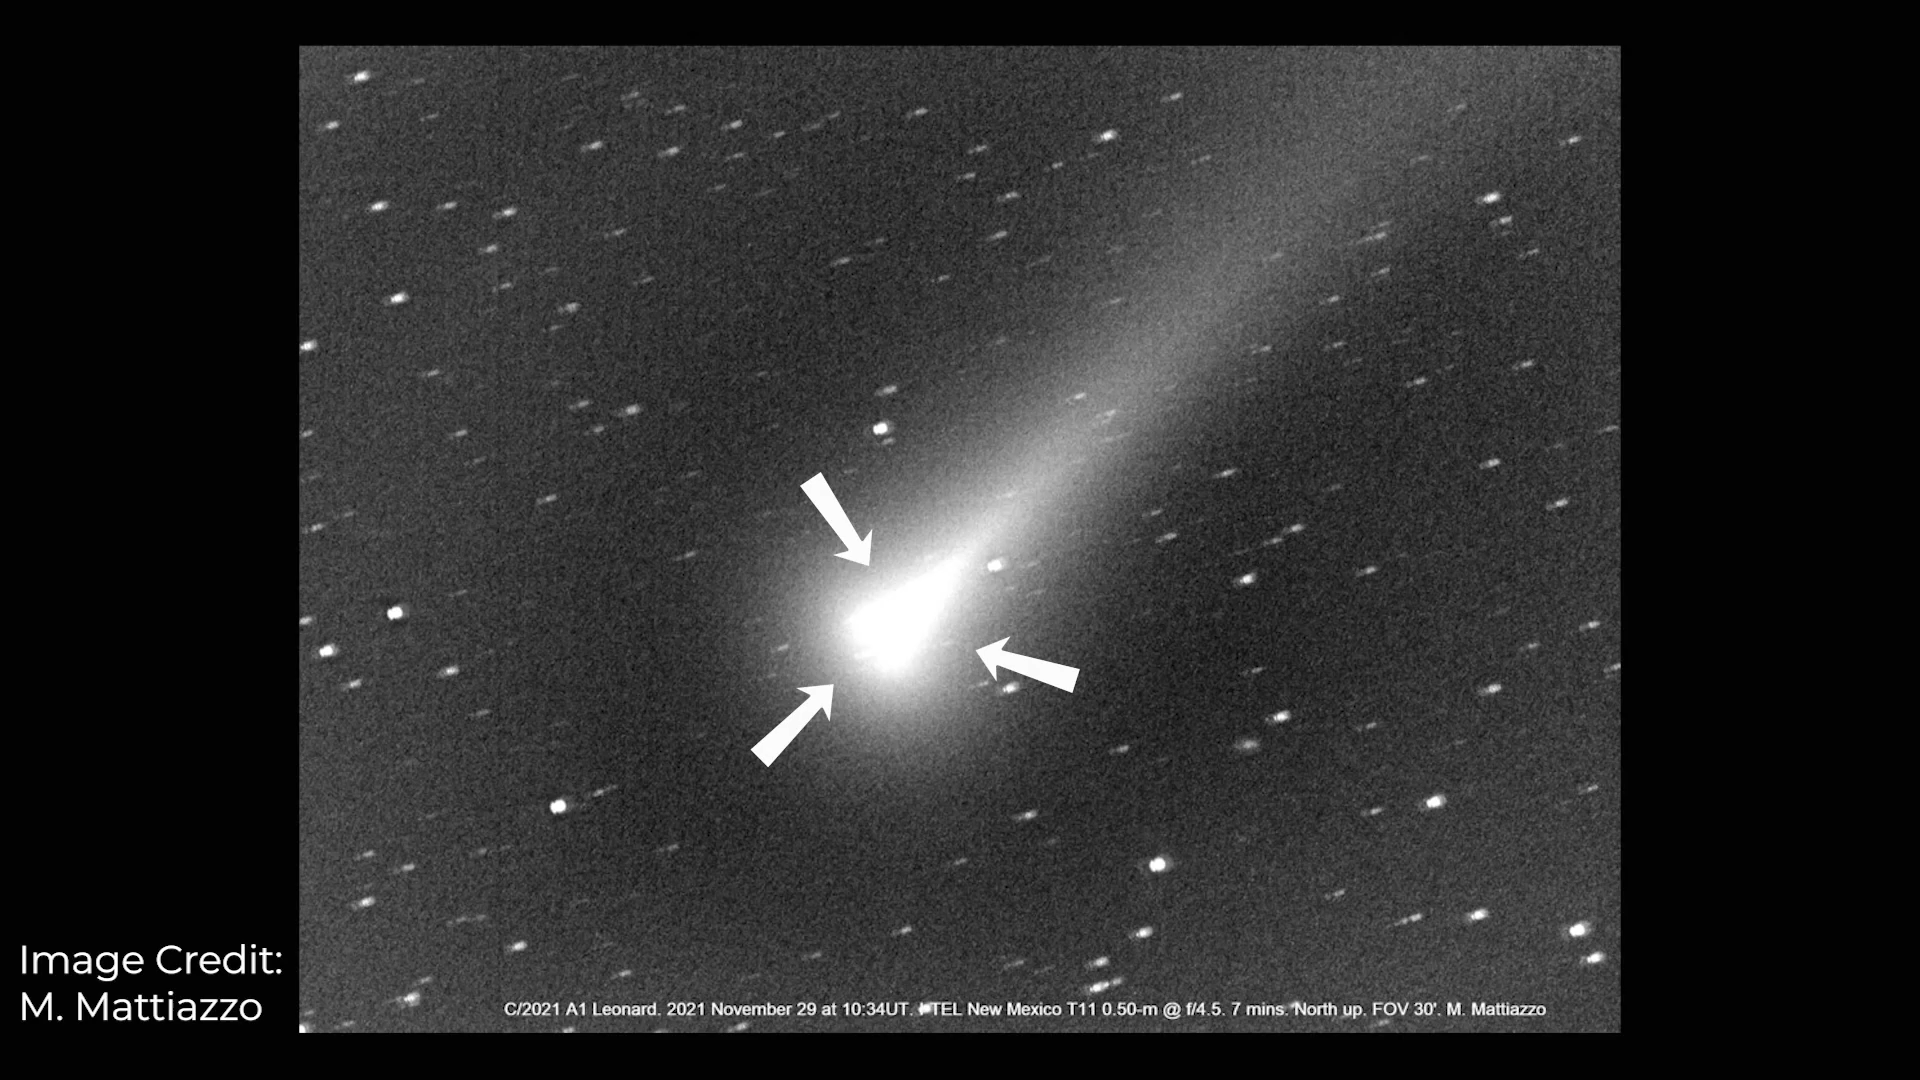 Image Credit:
M. Mattiazzo
C/2021 A1 Leonard. 2021 November 29 at 10:34UT. TEL New Mexico T11 0.50-m @ f/4.5. 7 mins. North up. FOV 30'. M. Mattiazzo